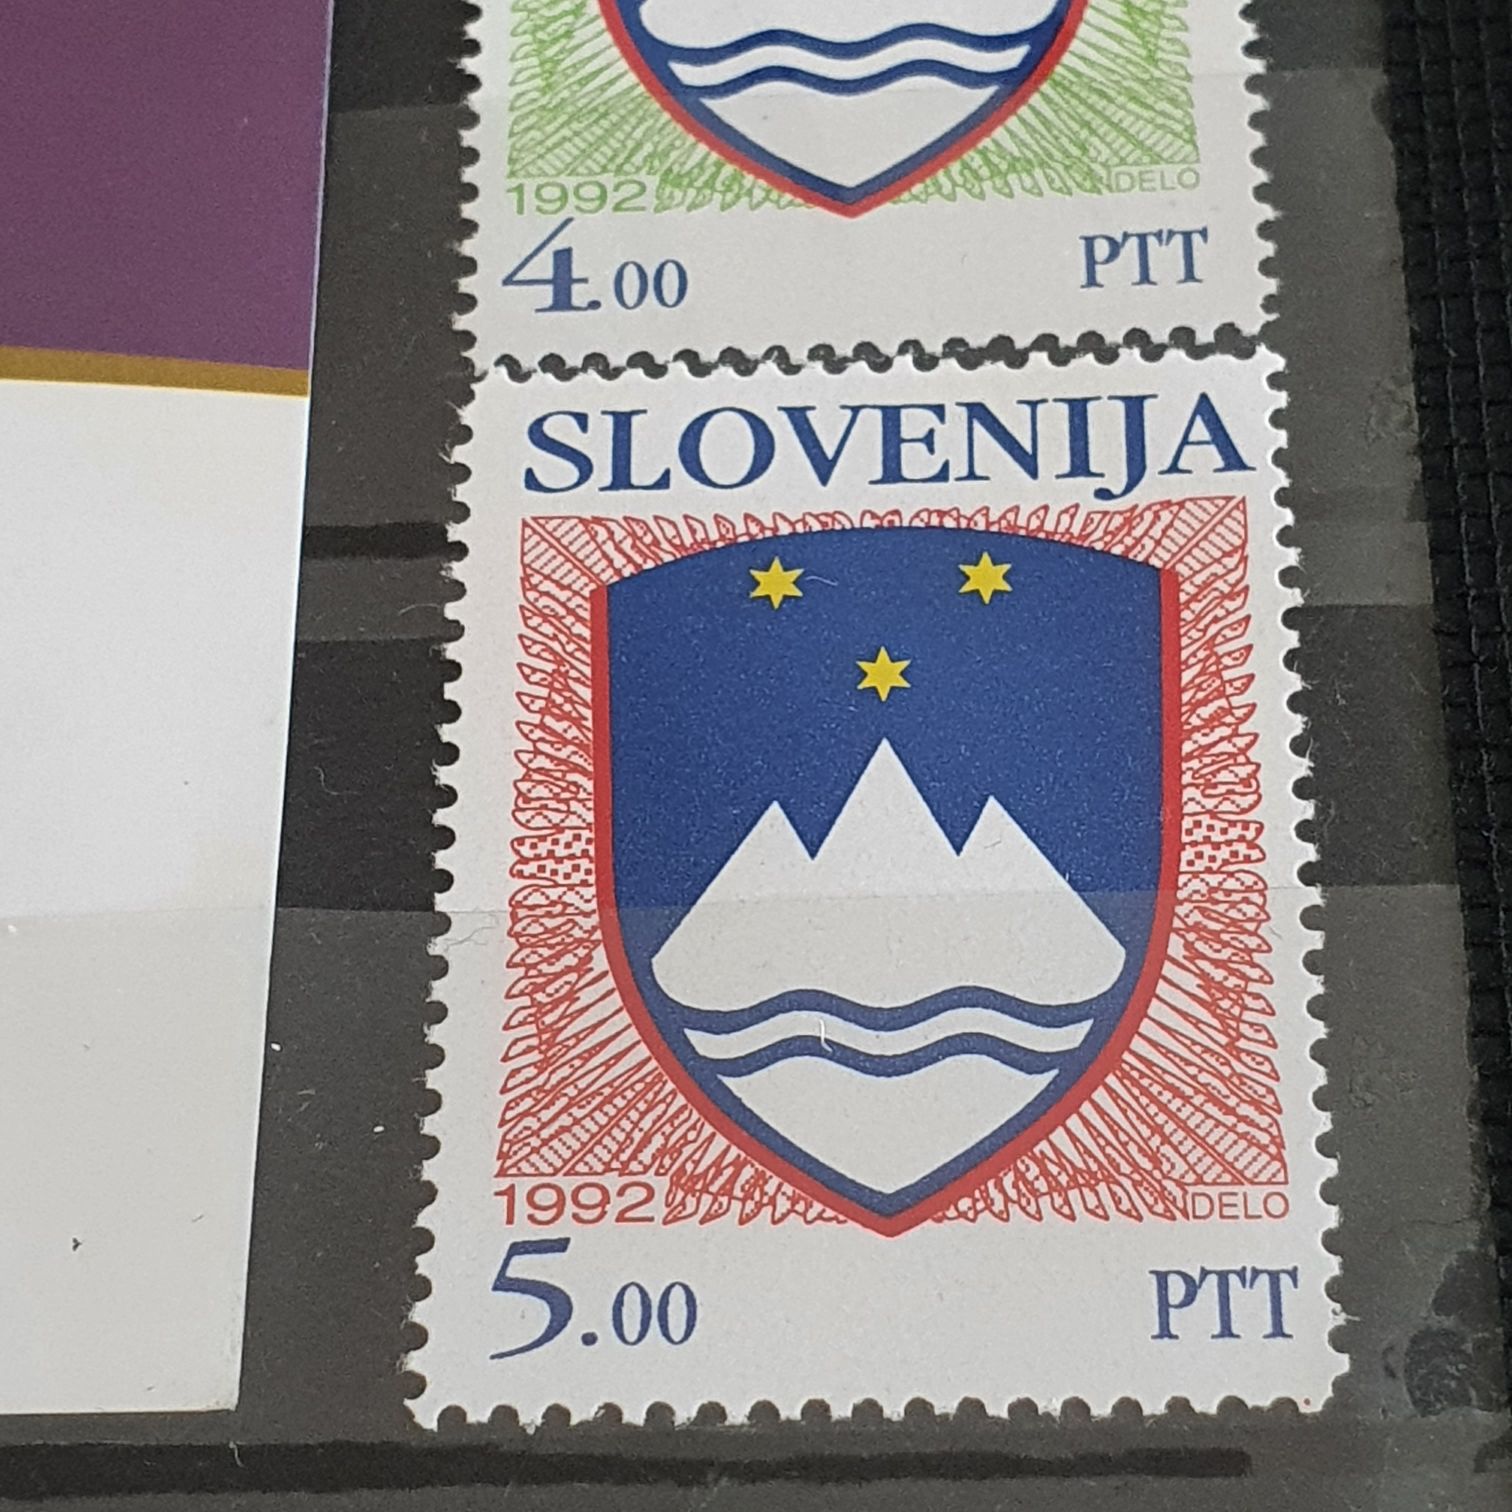 1992 DELO
4.00 PTT
SLOVENIJA
1992 DELO
5.00 PTT